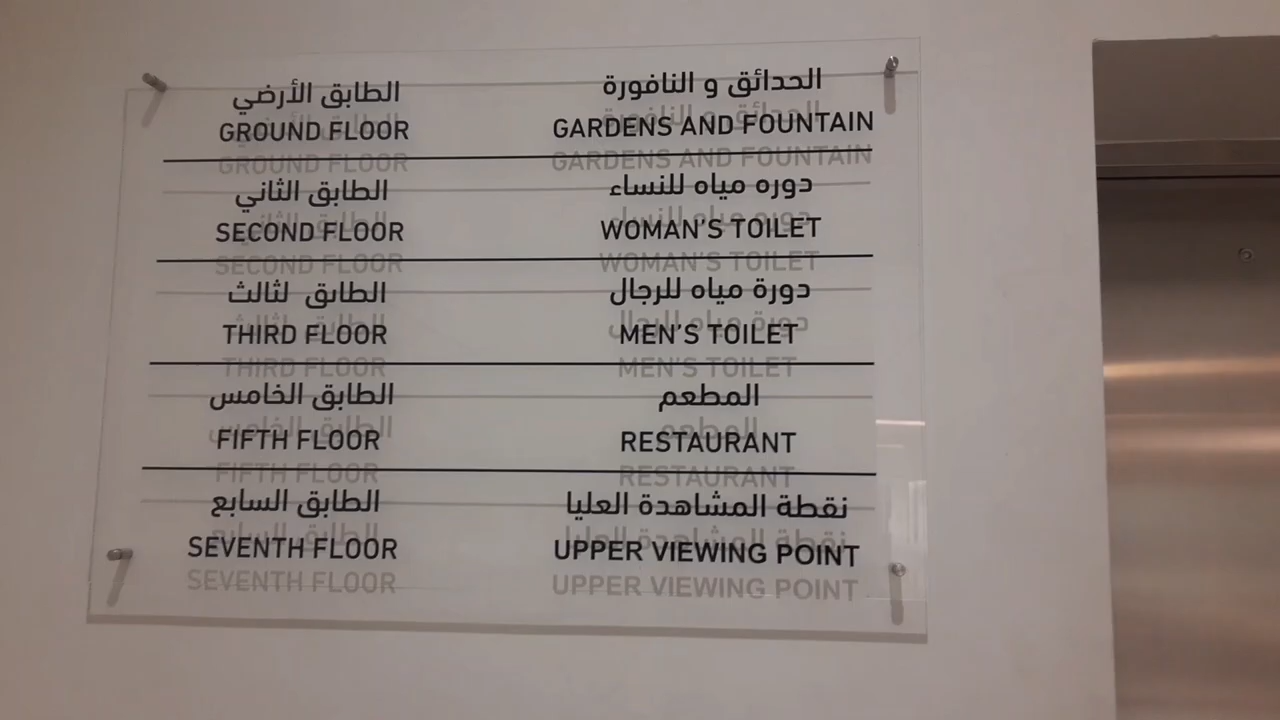 الطابق الأرضي
الحدائق و النافورة
GROUND FLOOR
GARDENS AND FOUNTAIN
الطابق الثاني
دوره مياه للنساء
SECOND FLOOR
WOMAN'S TOILET
الطابق لثالث
دورة مياه للرجال
THIRD FLOOR
MEN'S TOILET
الطابق الخامس
المطعم
FIFTH FLOOR
RESTAURANT
الطابق السابع
نقطة المشاهدة العليا
SEVENTH FLOOR
UPPER VIEWING POINT